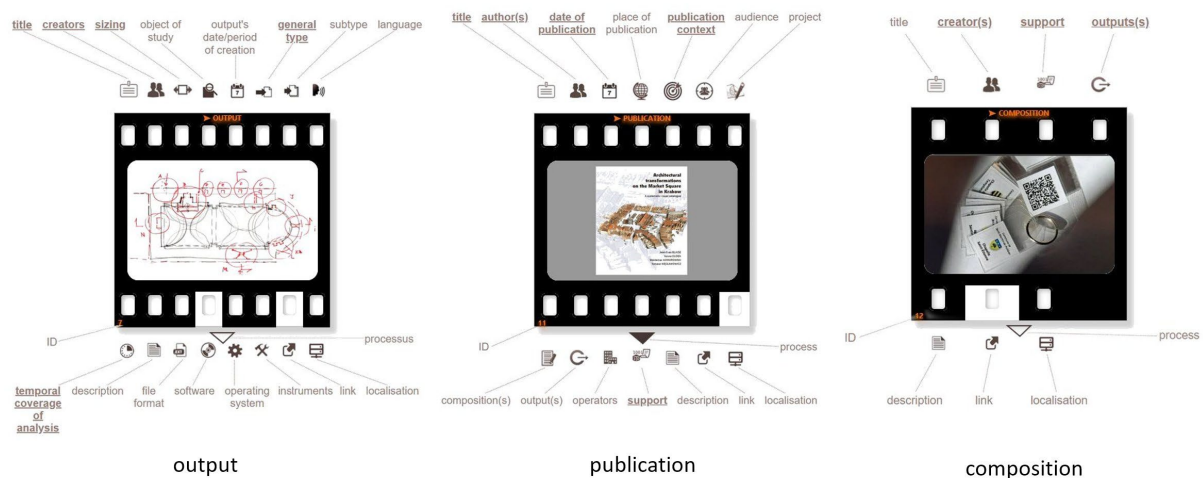 title creators sizing object of study output's date/period of creation general type subtype language
OUTPUT
7
ID
processus
temporal coverage of analysis description file format software operating system instruments link localisation
output
title author(s) date of publication place of publication publication context audience project
PUBLICATION
Architectural
transformations
on the Market Square
in Krakow
11
ID
process
composition(s) output(s) operators support description link localisation
publication
title creator(s) support outputs(s)
COMPOSITION
12
ID
process
description link localisation
composition